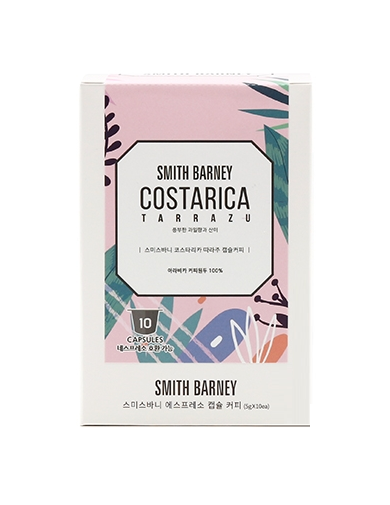 SMITH BARNEY
SMITH BARNEY
COSTARICA
TARRAZU
풍부한 과일향과 산미
| 스미스바니 코스타리카 따라주 캡슐커피 |
아라비카 커피원두 100%
10
CAPSULES
네스프레소 호환 가능
SMITH BARNEY
스미스바니 에스프레소 캡슐 커피 (5gX10ea)